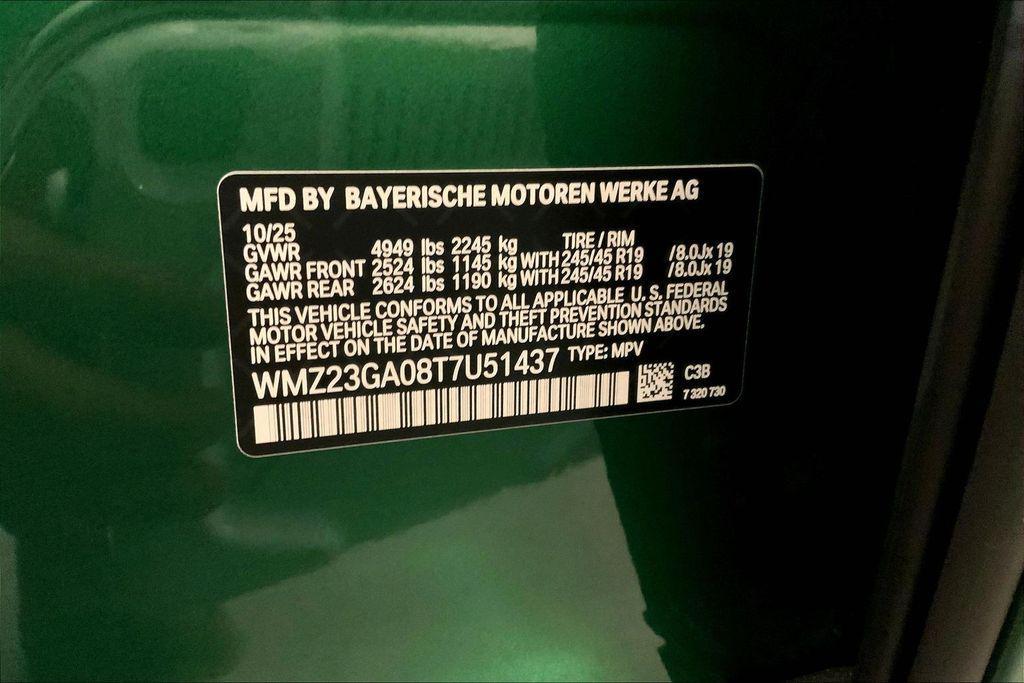 MFD BY BAYERISCHE MOTOREN WERKE AG
10/25 TIRE / RIM
GVWR 4949 lbs 2245 kg
GAWR FRONT 2524 lbs 1145 kg WITH 245/45 R19 /8.0Jx 19
GAWR REAR 2624 lbs 1190 kg WITH 245/45 R19 /8.0Jx 19
THIS VEHICLE CONFORMS TO ALL APPLICABLE U. S. FEDERAL
MOTOR VEHICLE SAFETY AND THEFT PREVENTION STANDARDS
IN EFFECT ON THE DATE OF MANUFACTURE SHOWN ABOVE.
WMZ23GA08T7U51437 TYPE: MPV
C3B
7 320 730